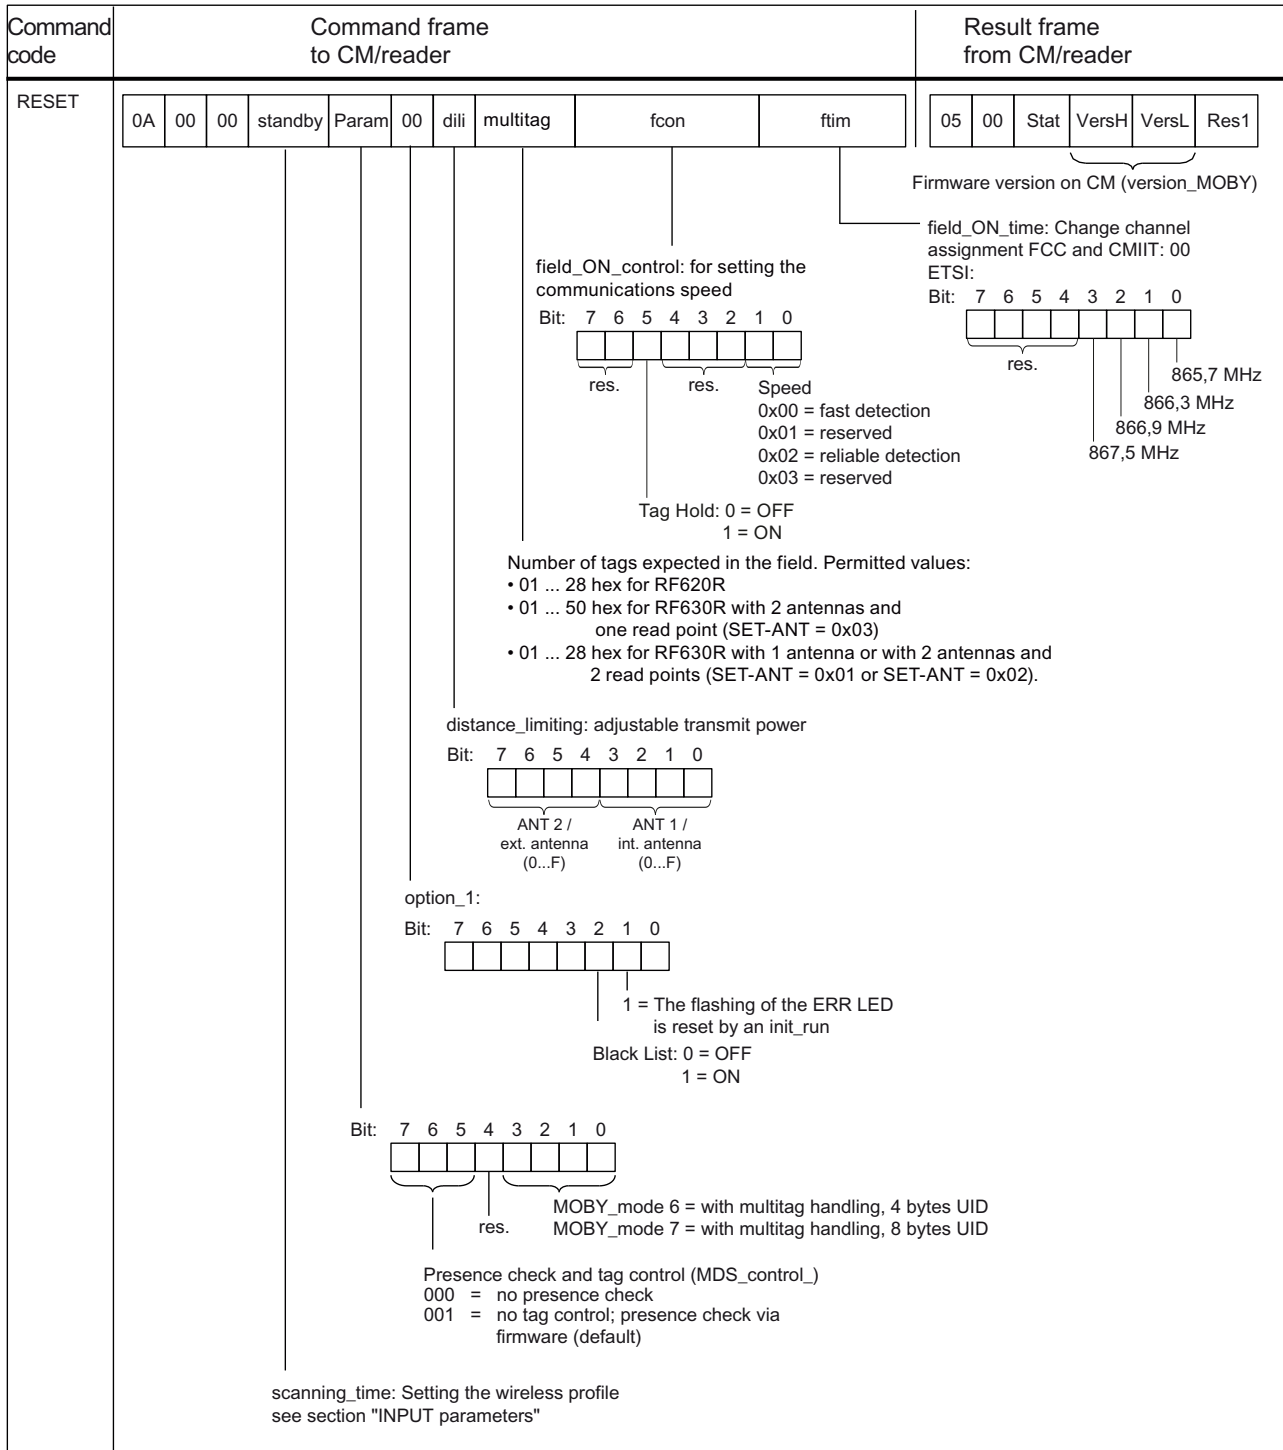 Command
code
Command frame
to CM/reader
Result frame
from CM/reader
RESET
0A 00 00 standby Param 00 dili multitag fcon ftim
05 00 Stat VersH VersL Res1
Firmware version on CM (version_MOBY)
field_ON_time: Change channel
assignment FCC and CMIIT: 00
ETSI:
Bit: 7 6 5 4 3 2 1 0
res.
865,7 MHz
866,3 MHz
866,9 MHz
867,5 MHz
field_ON_control: for setting the
communications speed
Bit: 7 6 5 4 3 2 1 0
res. res. Speed
0x00 = fast detection
0x01 = reserved
0x02 = reliable detection
0x03 = reserved
Tag Hold: 0 = OFF
1 = ON
Number of tags expected in the field. Permitted values:
• 01 ... 28 hex for RF620R
• 01 ... 50 hex for RF630R with 2 antennas and
one read point (SET-ANT = 0x03)
• 01 ... 28 hex for RF630R with 1 antenna or with 2 antennas and
2 read points (SET-ANT = 0x01 or SET-ANT = 0x02).
distance_limiting: adjustable transmit power
Bit: 7 6 5 4 3 2 1 0
ANT 2 /
ext. antenna
(0...F)
ANT 1 /
int. antenna
(0...F)
option_1:
Bit: 7 6 5 4 3 2 1 0
1 = The flashing of the ERR LED
is reset by an init_run
Black List: 0 = OFF
1 = ON
Bit: 7 6 5 4 3 2 1 0
res.
MOBY_mode 6 = with multitag handling, 4 bytes UID
MOBY_mode 7 = with multitag handling, 8 bytes UID
Presence check and tag control (MDS_control_)
000 = no presence check
001 = no tag control; presence check via
firmware (default)
scanning_time: Setting the wireless profile
see section "INPUT parameters"